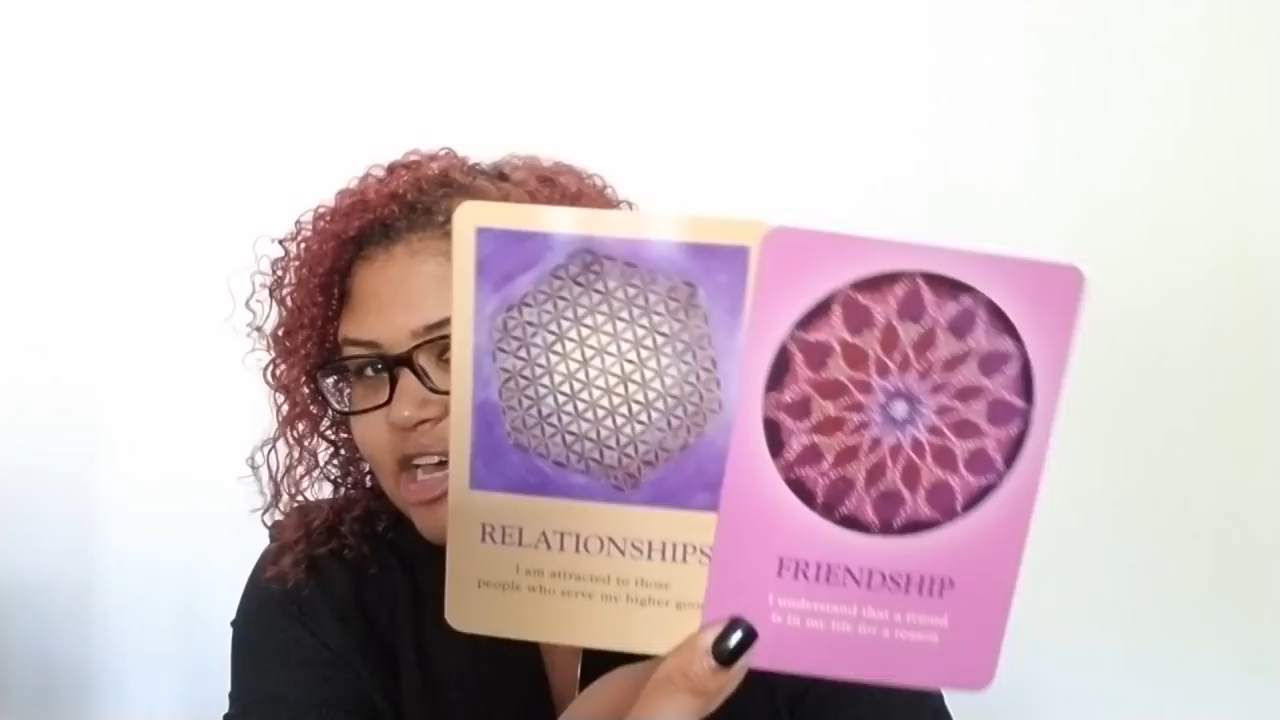 RELATIONSHIPS
I am attracted to those
people who serve my higher goo
FRIENDSHIP
I understand that a friend
is in my life for a reason